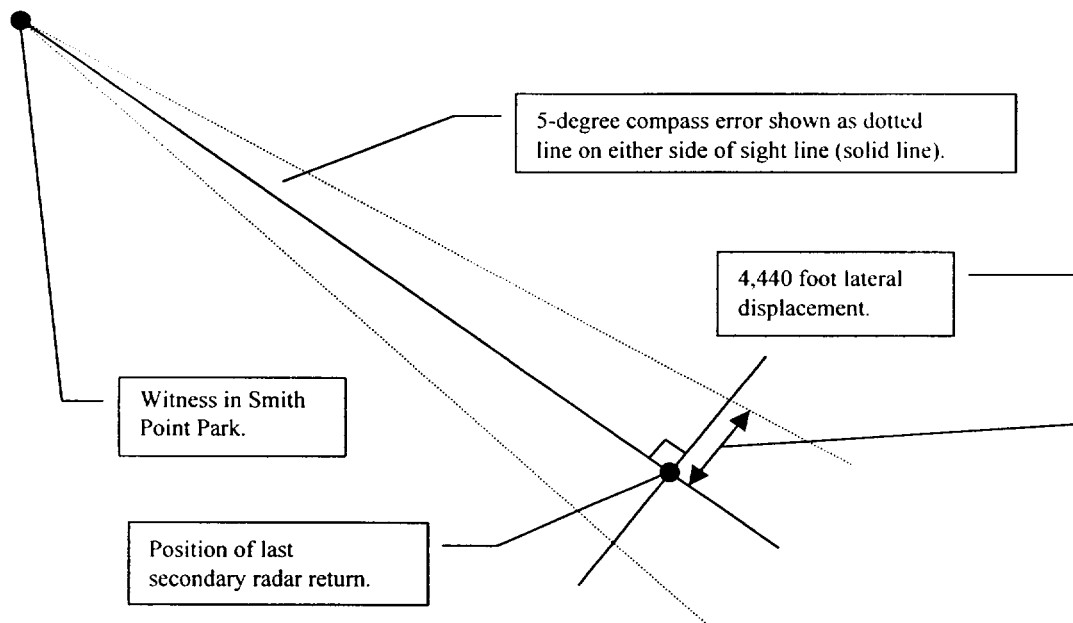 5-degree compass error shown as dotted
line on either side of sight line (solid line).
4,440 foot lateral
displacement.
Witness in Smith
Point Park.
Position of last
secondary radar return.